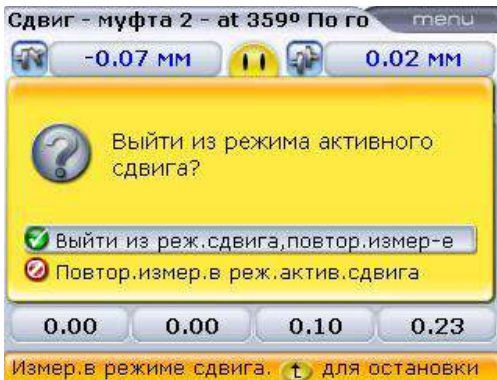 Сдвиг - муфта 2 - at 359º По го menu
-0.07 мм 0.02 мм
Выйти из режима активного
сдвига?
Выйти из реж.сдвига,повтор.измер-е
Повтор.измер.в реж.актив.сдвига
0.00 0.00 0.10 0.23
Измер.в режиме сдвига. для остановки